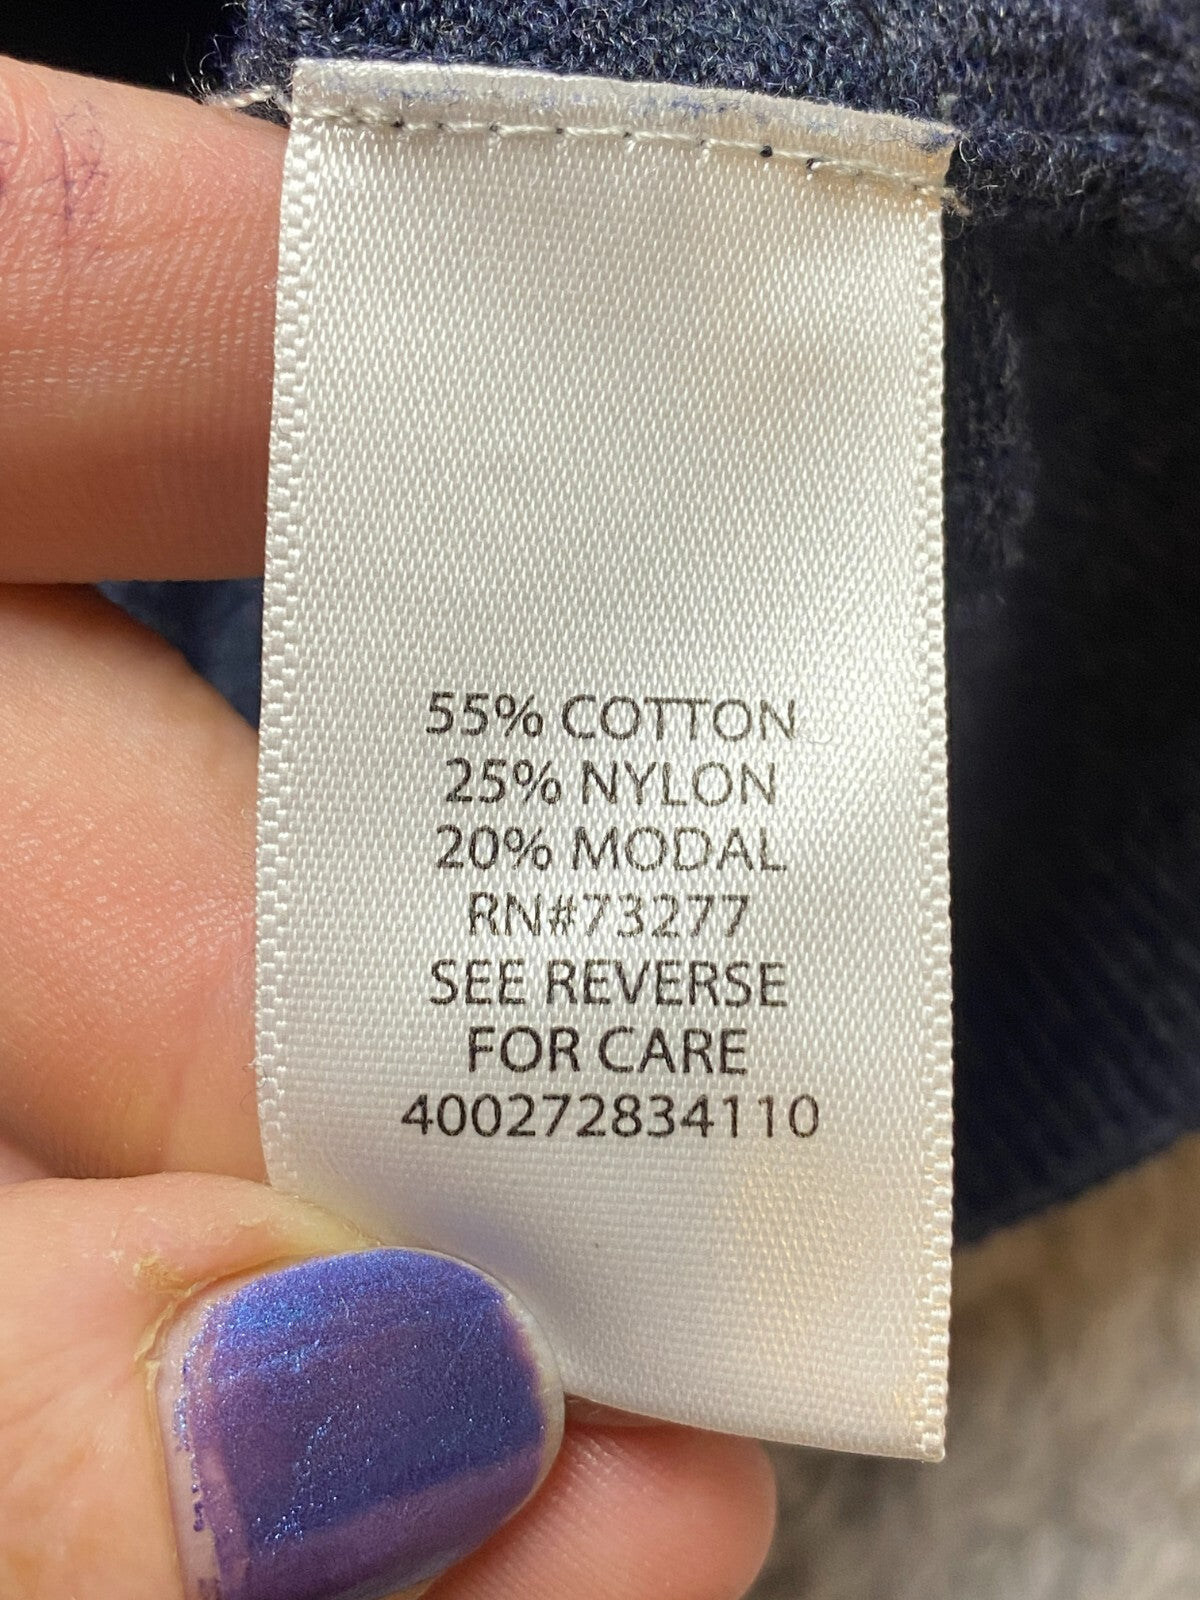 55% COTTON
25% NYLON
20% MODAL
RN#73277
SEE REVERSE
FOR CARE
400272834110